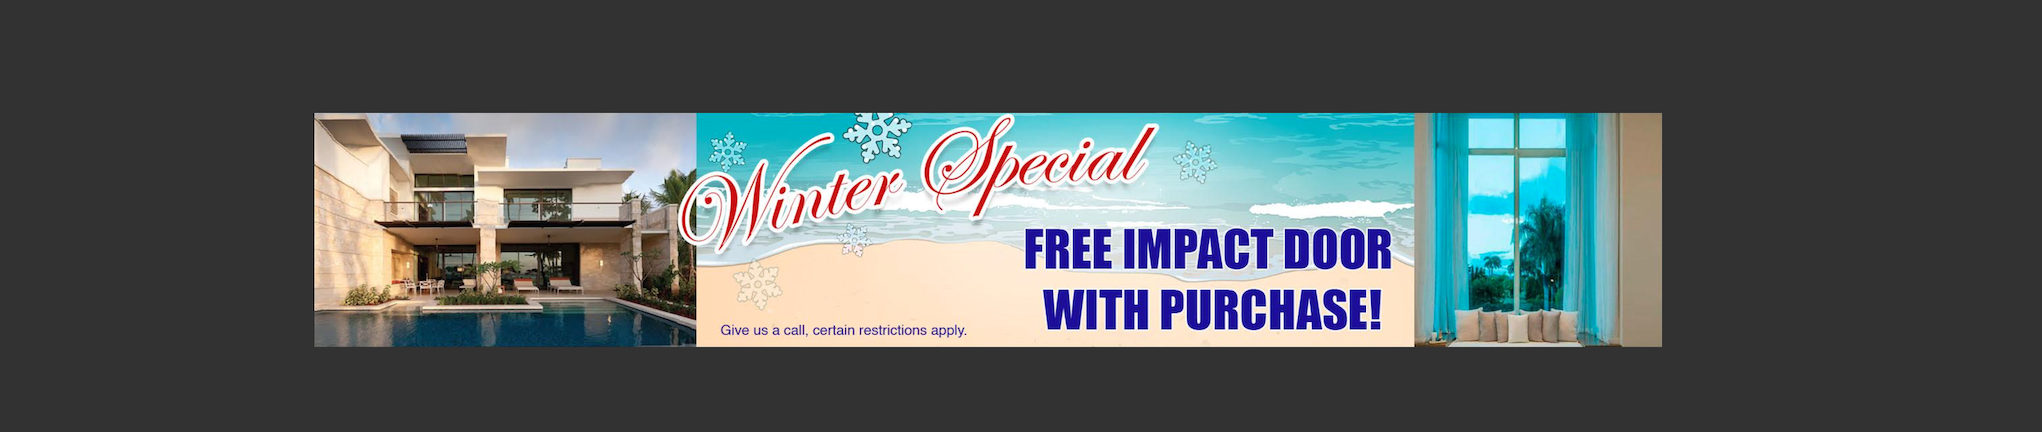 Winter Special
FREE IMPACT DOOR
WITH PURCHASE!
Give us a call, certain restrictions apply.